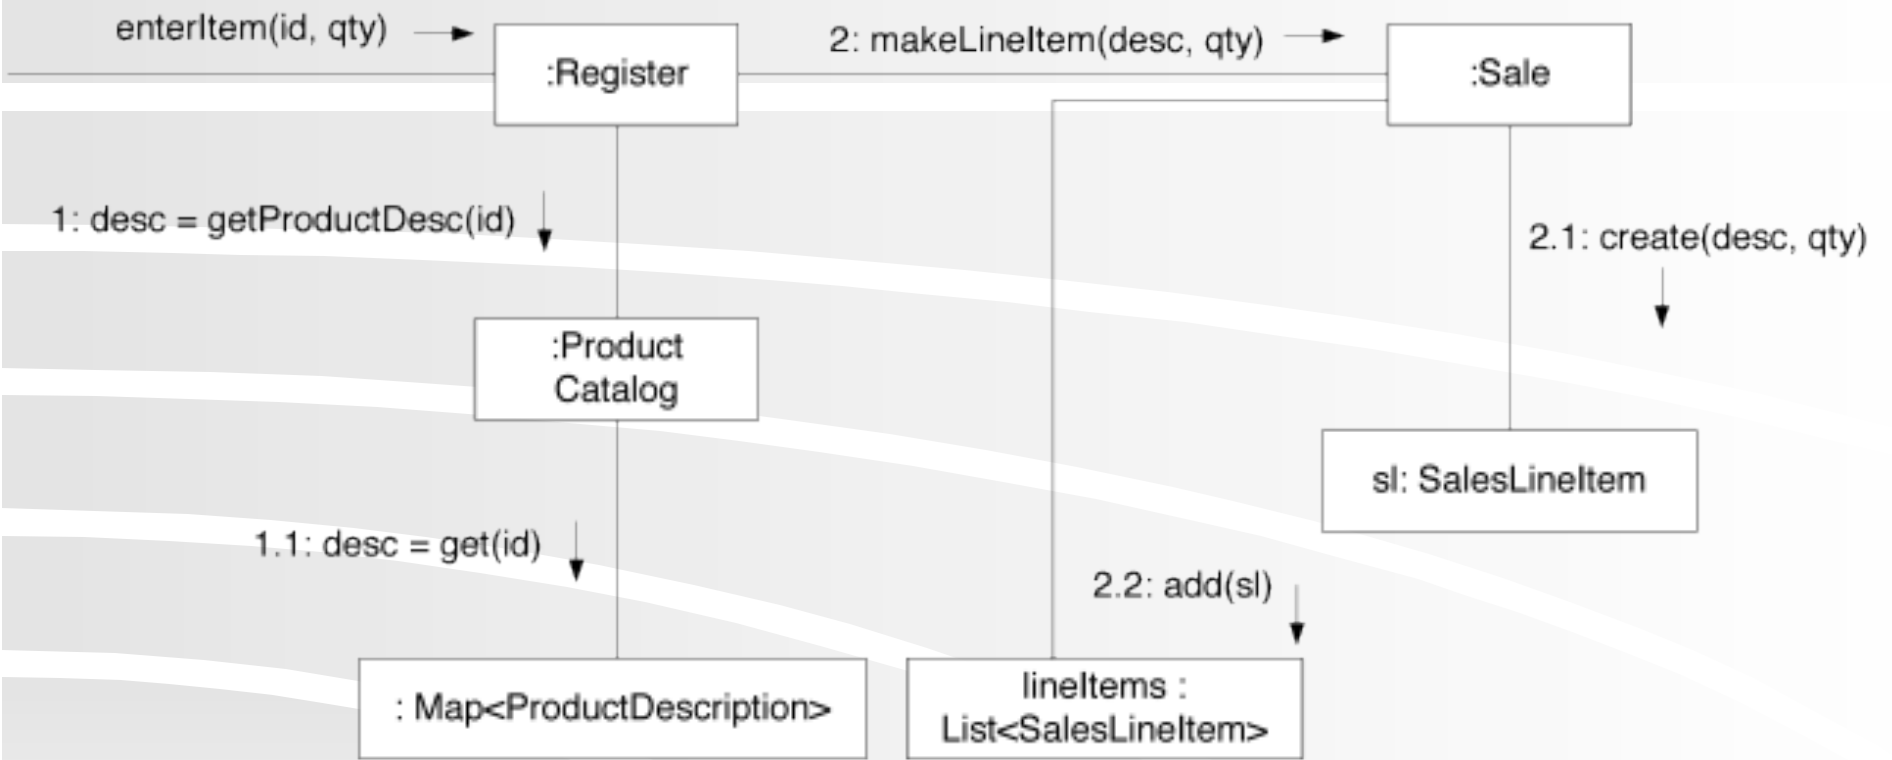 enterItem(id, qty)
:Register
2: makeLineItem(desc, qty)
:Sale
1: desc = getProductDesc(id)
2.1: create(desc, qty)
:Product
Catalog
sl: SalesLineItem
1.1: desc = get(id)
2.2: add(sl)
: Map<ProductDescription>
lineItems :
List<SalesLineItem>